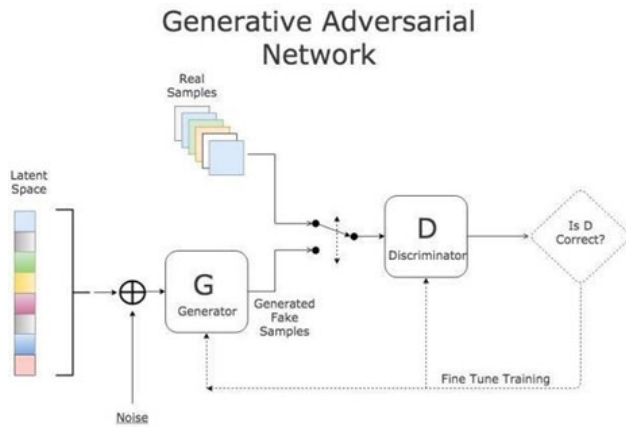 Generative Adversarial
Network
Real
Samples
Latent
Space
G
Generator
Generated
Fake
Samples
D
Discriminator
Is D
Correct?
Fine Tune Training
Noise